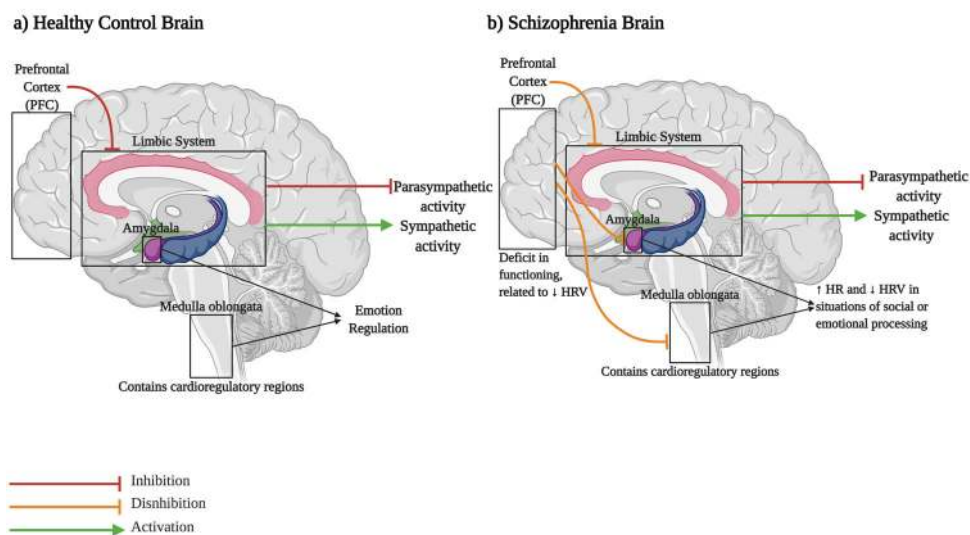 a) Healthy Control Brain
Prefrontal
Cortex
(PFC)
Limbic System
Parasympathetic
activity
Sympathetic
activity
Amygdala
Medulla oblongata
Emotion
Regulation
Contains cardioregulatory regions
b) Schizophrenia Brain
Prefrontal
Cortex
(PFC)
Limbic System
Parasympathetic
activity
Sympathetic
activity
Amygdala
Deficit in
functioning,
related to ↓ HRV
Medulla oblongata
↑ HR and ↓ HRV in
situations of social or
emotional processing
Contains cardioregulatory regions
Inhibition
Disnhibition
Activation